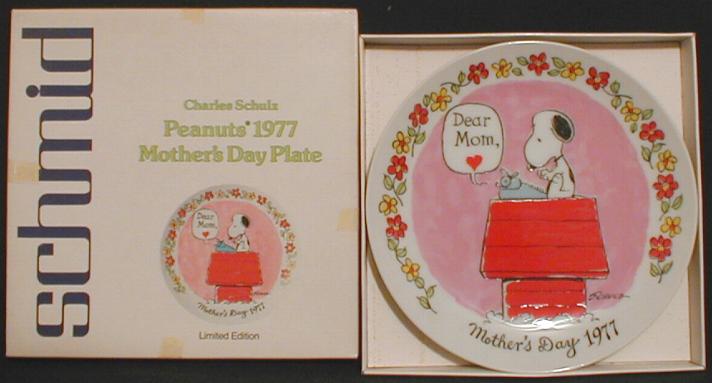 schmid
Charles Schulz
Peanuts® 1977
Mother's Day Plate
Dear
Mom,
Mother's Day 1977
Limited Edition
Dear
Mom,
SCHULZ
Mother's Day 1977